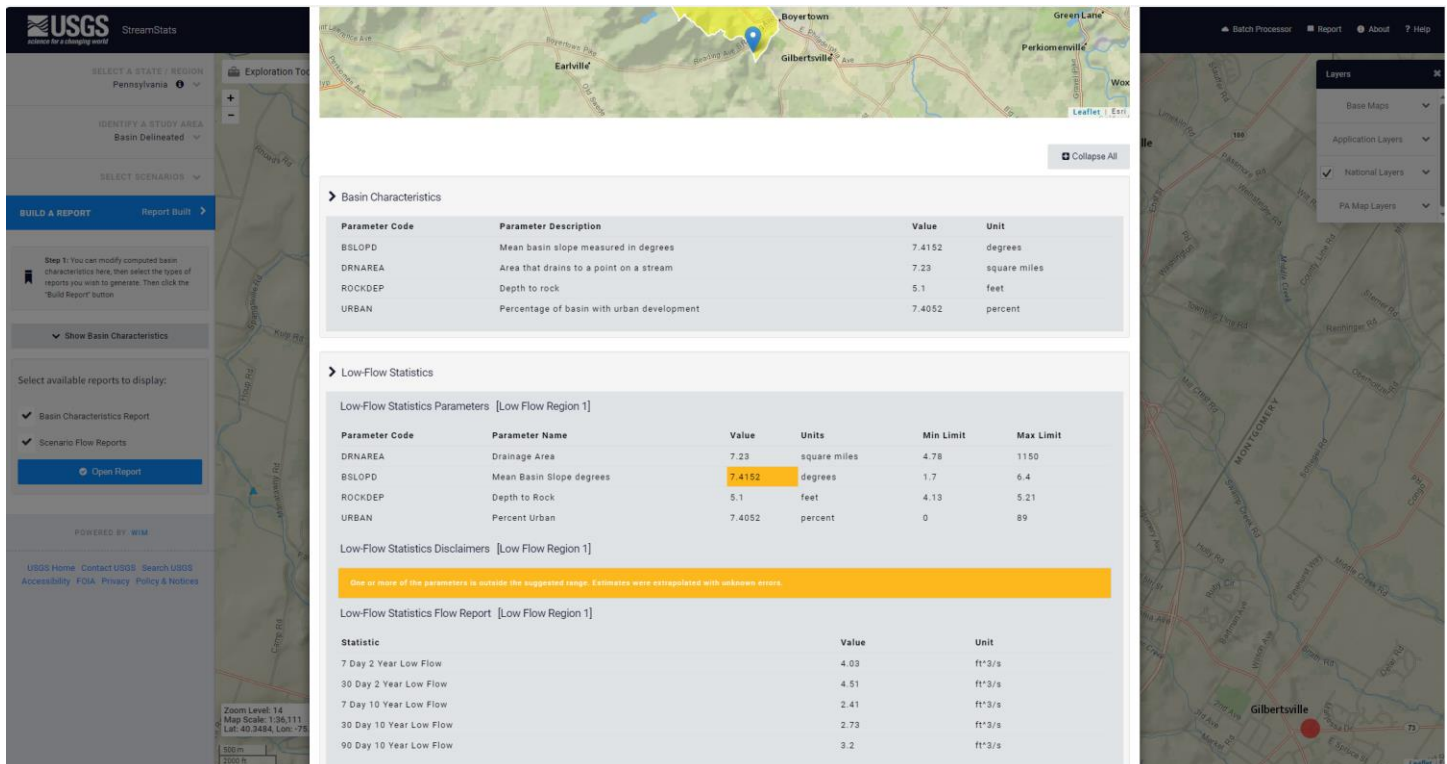 USGS
science for a changing world
StreamStats
Batch Processor Report About ? Help
SELECT A STATE / REGION
Pennsylvania
IDENTIFY A STUDY AREA
Basin Delineated
SELECT SCENARIOS
BUILD A REPORT Report Built
Step 1: You can modify computed basin
characteristics here, then select the types of
reports you wish to generate. Then click the
"Build Report" button
Show Basin Characteristics
Select available reports to display:
Basin Characteristics Report
Scenario Flow Reports
Open Report
POWERED BY WIM
USGS Home Contact USGS Search USGS
Accessibility FOIA Privacy Policy & Notices
Exploration Too
+
-
Zoom Level: 14
Map Scale: 1:36,111
Lat: 40.3484, Lon: -75
500 m
2000 ft
Boyertown
Green Lane
Perkiomenville
Earlville
Gilbertsville
Wox
Leaflet | Esri
Collapse All
Basin Characteristics
Parameter Code Parameter Description Value Unit
BSLOPD Mean basin slope measured in degrees 7.4152 degrees
DRNAREA Area that drains to a point on a stream 7.23 square miles
ROCKDEP Depth to rock 5.1 feet
URBAN Percentage of basin with urban development 7.4052 percent
Low-Flow Statistics
Low-Flow Statistics Parameters [Low Flow Region 1]
Parameter Code Parameter Name Value Units Min Limit Max Limit
DRNAREA Drainage Area 7.23 square miles 4.78 1150
BSLOPD Mean Basin Slope degrees 7.4152 degrees 1.7 6.4
ROCKDEP Depth to Rock 5.1 feet 4.13 5.21
URBAN Percent Urban 7.4052 percent 0 89
Low-Flow Statistics Disclaimers [Low Flow Region 1]
One or more of the parameters is outside the suggested range. Estimates were extrapolated with unknown errors.
Low-Flow Statistics Flow Report [Low Flow Region 1]
Statistic Value Unit
7 Day 2 Year Low Flow 4.03 ft^3/s
30 Day 2 Year Low Flow 4.51 ft^3/s
7 Day 10 Year Low Flow 2.41 ft^3/s
30 Day 10 Year Low Flow 2.73 ft^3/s
90 Day 10 Year Low Flow 3.2 ft^3/s
Layers
Base Maps
Application Layers
National Layers
PA Map Layers
MONTGOMERY
Gilbertsville
73